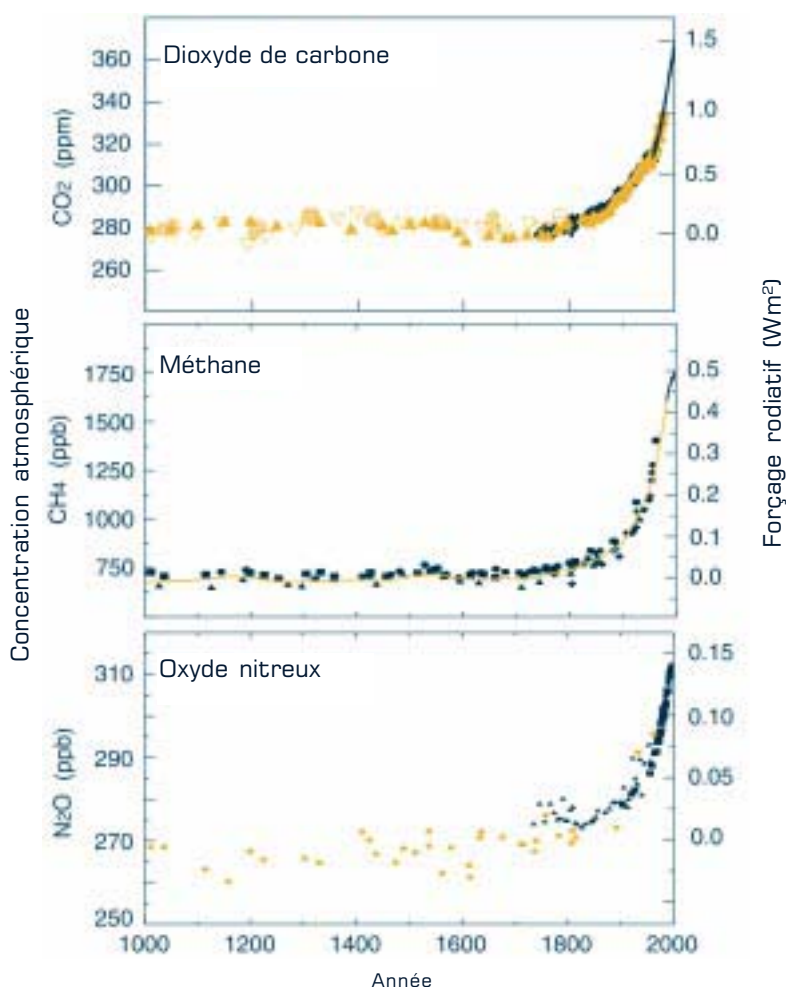 Dioxyde de carbone
360
340
320
300
280
260
CO2 (ppm)
1.5
1.0
0.5
0.0
Méthane
1750
1500
1250
1000
750
CH4 (ppb)
0.5
0.4
0.3
0.2
0.1
0.0
Oxyde nitreux
310
290
270
250
N2O (ppb)
0.15
0.10
0.05
0.0
Concentration atmosphérique
Forçage rodiatif (Wm2)
1000 1200 1400 1600 1800 2000
Année